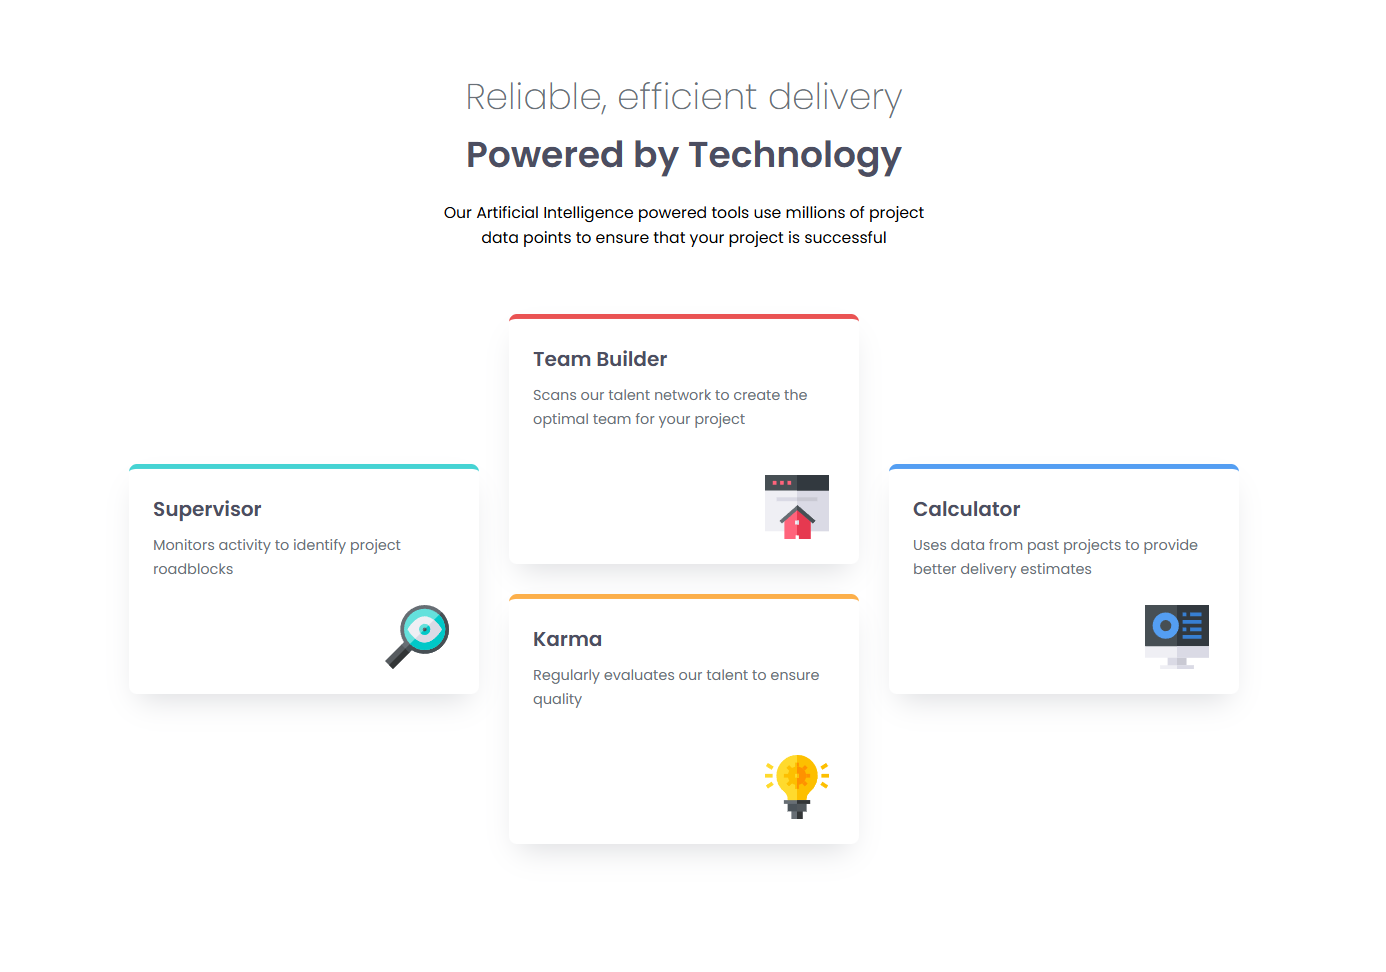 Reliable, efficient delivery
Powered by Technology
Our Artificial Intelligence powered tools use millions of project
data points to ensure that your project is successful
Team Builder
Scans our talent network to create the
optimal team for your project
Supervisor
Monitors activity to identify project
roadblocks
Calculator
Uses data from past projects to provide
better delivery estimates
Karma
Regularly evaluates our talent to ensure
quality